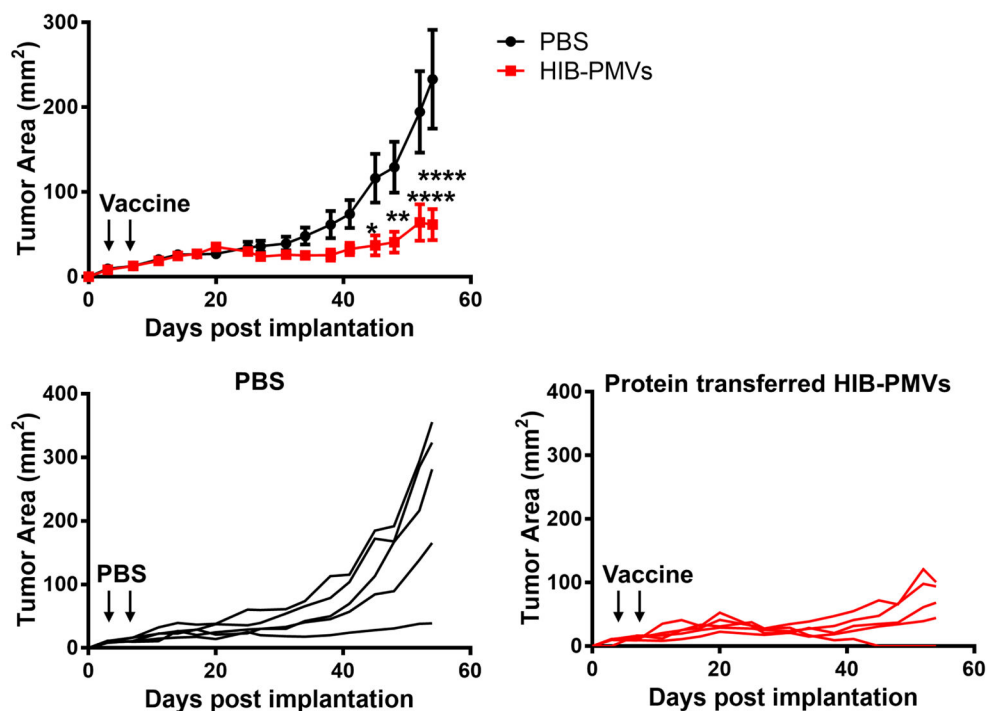 300
200
100
0
Tumor Area (mm²)
Vaccine
*
**
****
****
0 20 40 60
Days post implantation
PBS
HIB-PMVs
PBS
400
300
200
100
0
Tumor Area (mm²)
PBS
0 20 40 60
Days post implantation
Protein transferred HIB-PMVs
400
300
200
100
0
Tumor Area (mm²)
Vaccine
0 20 40 60
Days post implantation